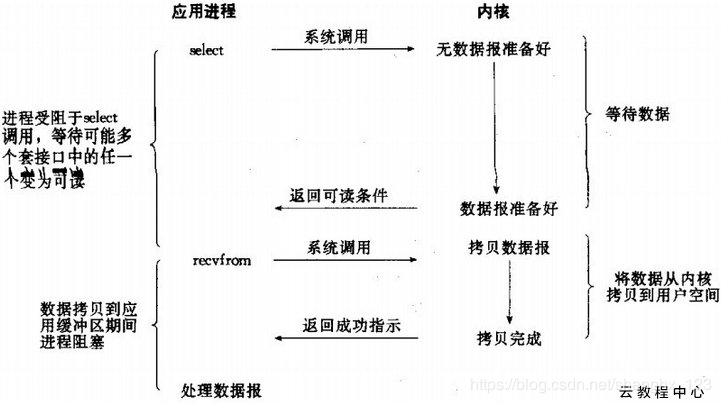 应用进程
内核
select
系统调用
无数据报准备好
进程受阻于select
调用，等待可能多
个套接口中的任一
个变为可读
等待数据
返回可读条件
数据报准备好
recvfrom
系统调用
拷贝数据报
将数据从内核
拷贝到用户空间
数据拷贝到应
用缓冲区期间
进程阻塞
返回成功指示
拷贝完成
处理数据报
云教程中心